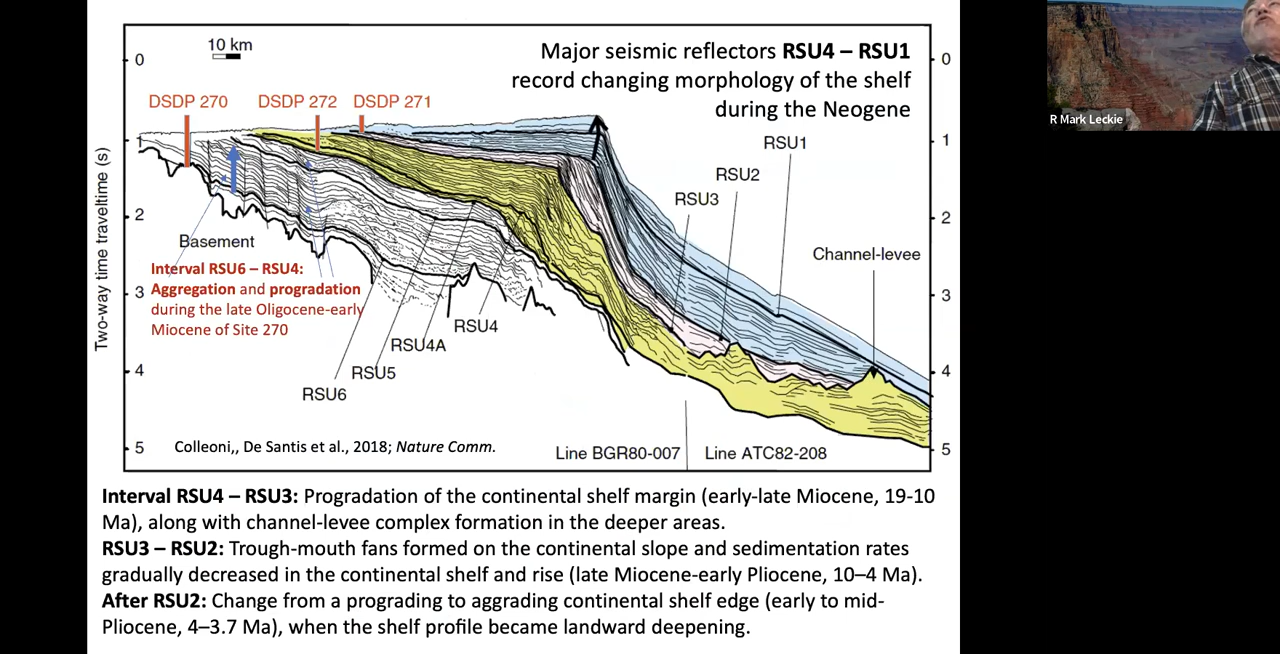 10 km
Major seismic reflectors RSU4 – RSU1
record changing morphology of the shelf
during the Neogene
DSDP 270
DSDP 272
DSDP 271
0
1
2
3
4
5
0
1
2
3
4
5
Two-way time traveltime (s)
RSU1
RSU2
RSU3
Channel-levee
Basement
Interval RSU6 – RSU4:
Aggregation and progradation
during the late Oligocene-early
Miocene of Site 270
RSU4
RSU4A
RSU5
RSU6
Colleoni,, De Santis et al., 2018; Nature Comm.
Line BGR80-007
Line ATC82-208
Interval RSU4 – RSU3: Progradation of the continental shelf margin (early-late Miocene, 19-10
Ma), along with channel-levee complex formation in the deeper areas.
RSU3 – RSU2: Trough-mouth fans formed on the continental slope and sedimentation rates
gradually decreased in the continental shelf and rise (late Miocene-early Pliocene, 10–4 Ma).
After RSU2: Change from a prograding to aggrading continental shelf edge (early to mid-
Pliocene, 4–3.7 Ma), when the shelf profile became landward deepening.
R Mark Leckie